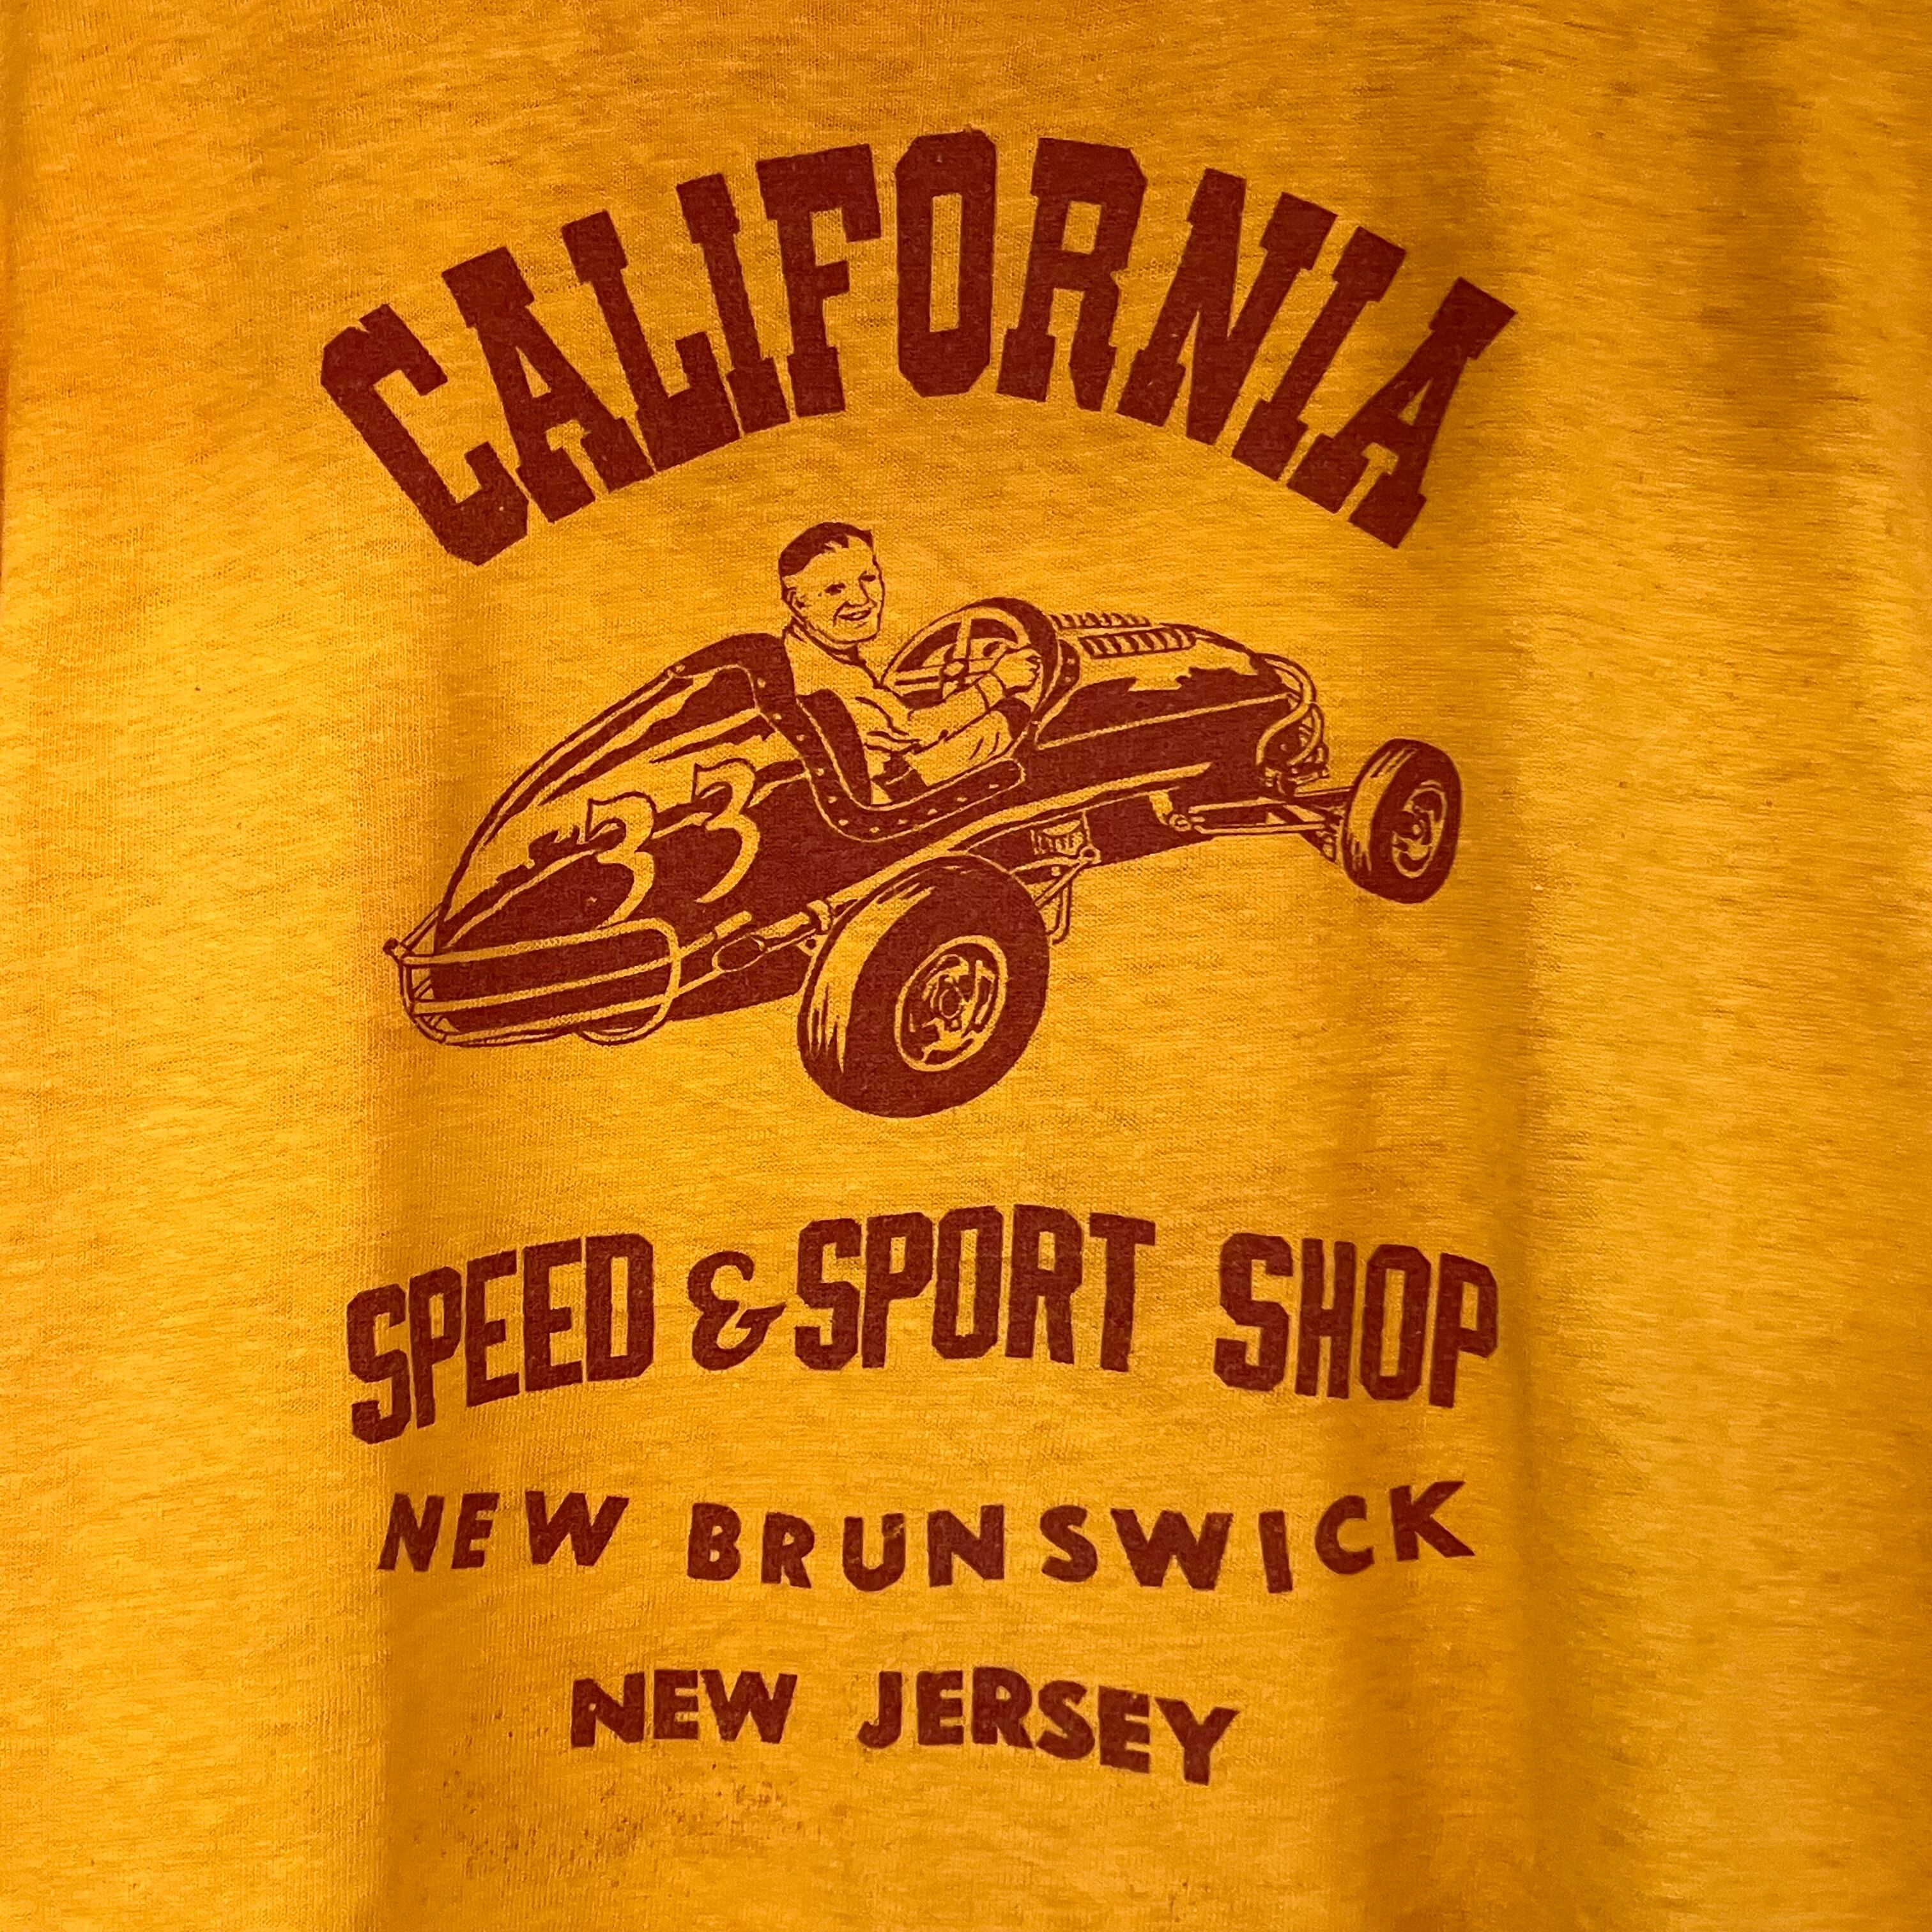 CALIFORNIA
33
SPEED & SPORT SHOP
NEW BRUNSWICK
NEW JERSEY